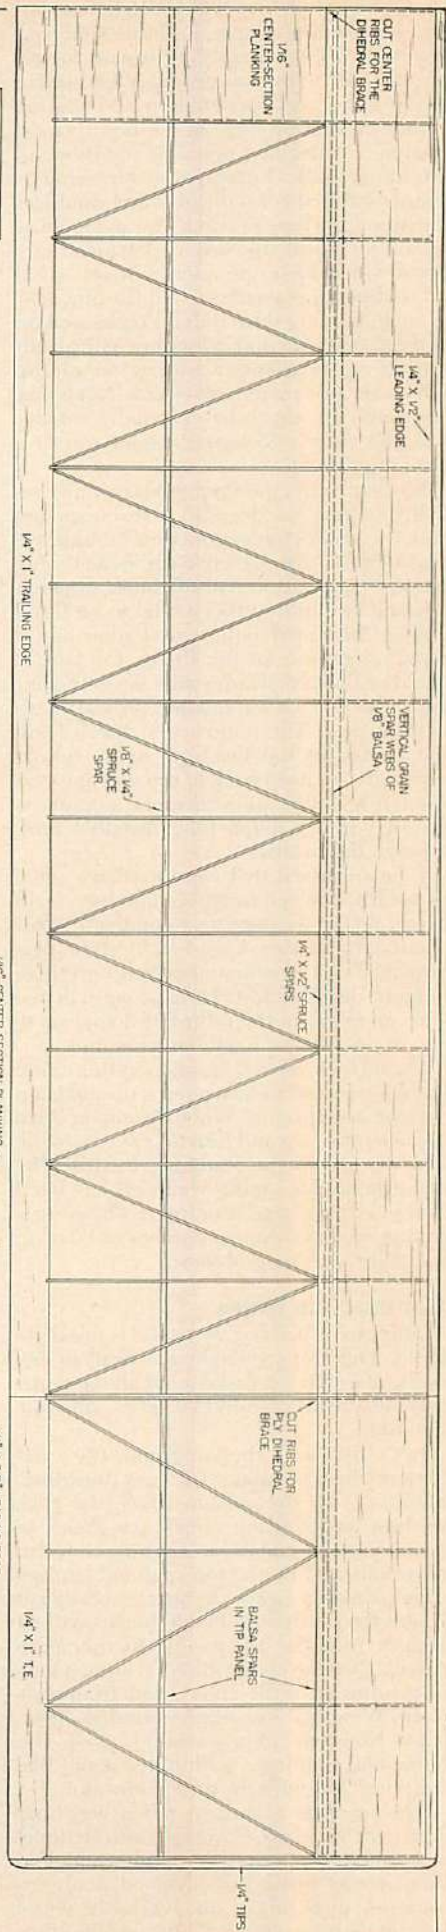 CUT CENTER
RIBS FOR THE
DIHEDRAL BRACE
1/16"
CENTER-SECTION
PLANKING
1/4" X 1/2"
LEADING EDGE
1/4" X 1" TRAILING EDGE
VERTICAL GRAIN
SPAR WEBS OF
1/8" BALSA
1/8" X 1/4"
SPRUCE
SPAR
1/4" X 1/2" SPRUCE
SPARS
CUT RIBS FOR
PLY DIHEDRAL
BRACE
BALSA SPARS
IN TIP PANEL
1/4" X 1" T.E.
1/4" TIPS